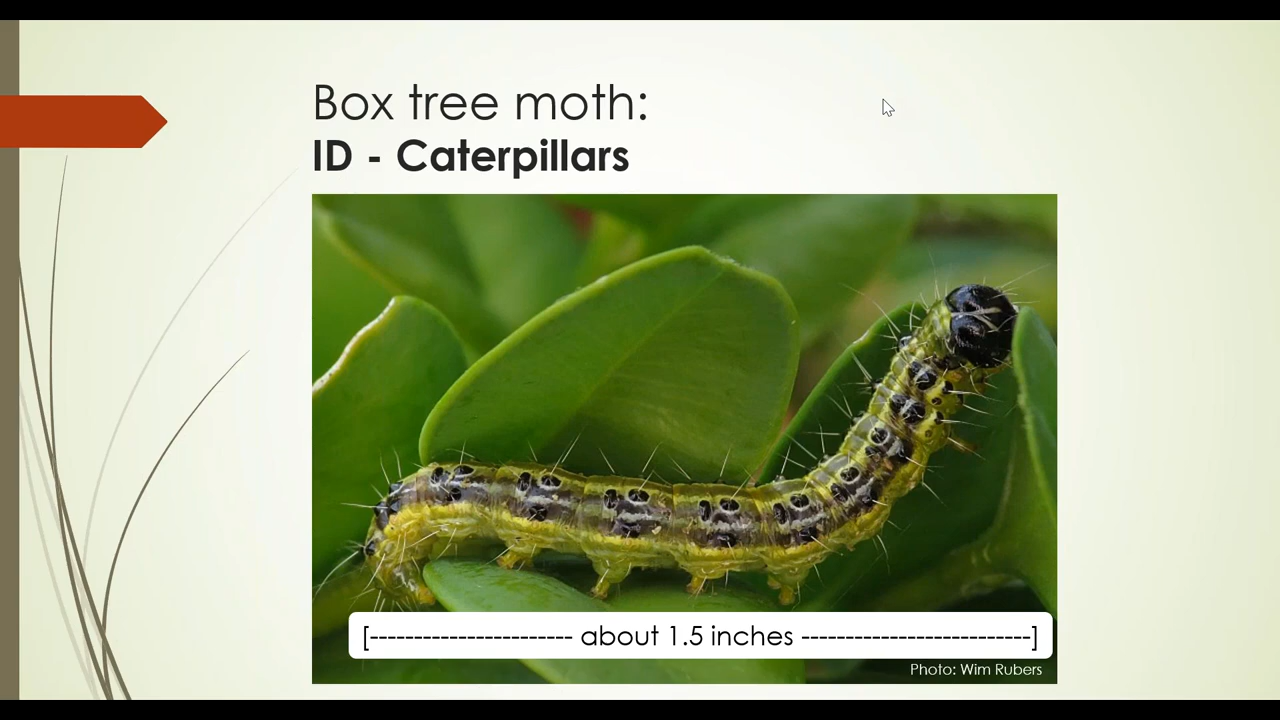 Box tree moth:
ID - Caterpillars
[----------------------- about 1.5 inches --------------------------]
Photo: Wim Rubers